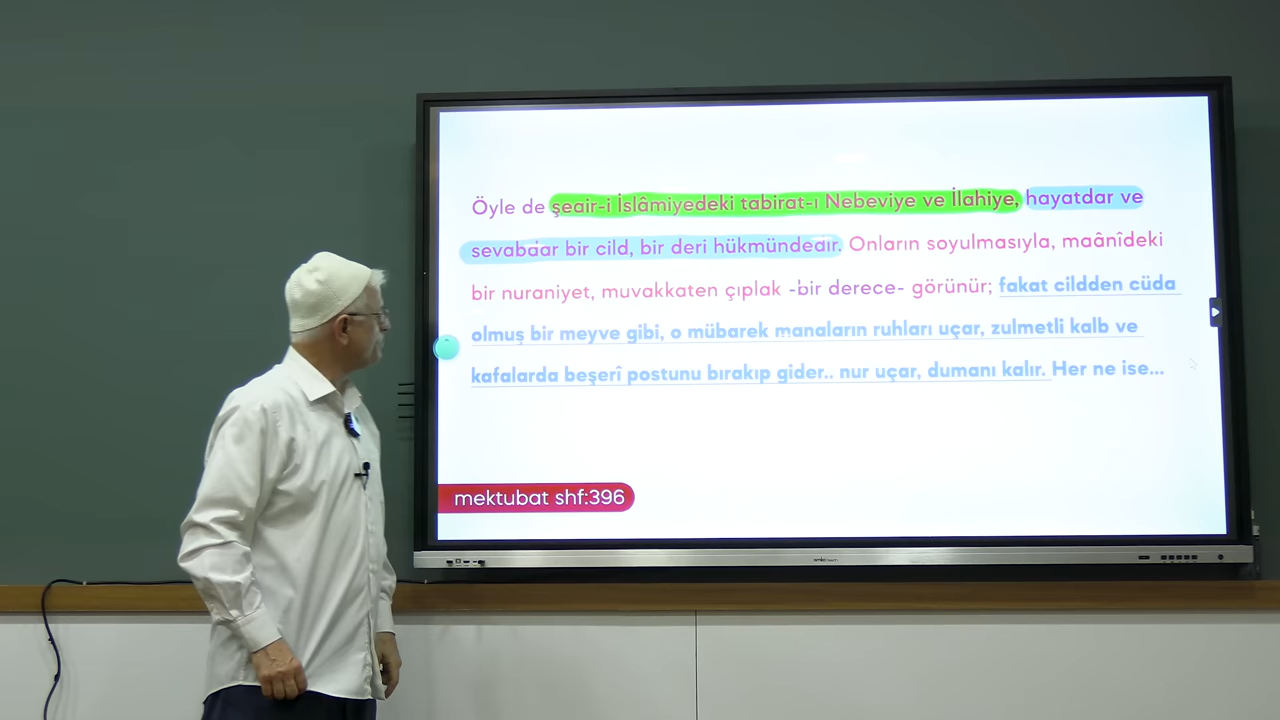 Öyle de şeair-i İslâmiyedeki tabirat-ı Nebeviye ve İlahiye, hayatdar ve
sevabdar bir cild, bir deri hükmündedir. Onların soyulmasıyla, maânîdeki
bir nuraniyet, muvakkaten çıplak -bir derece- görünür; fakat cildden cüda
olmuş bir meyve gibi, o mübarek manaların ruhları uçar, zulmetli kalb ve
kafalarda beşerî postunu bırakıp gider.. nur uçar, dumanı kalır. Her ne ise...
mektubat shf:396